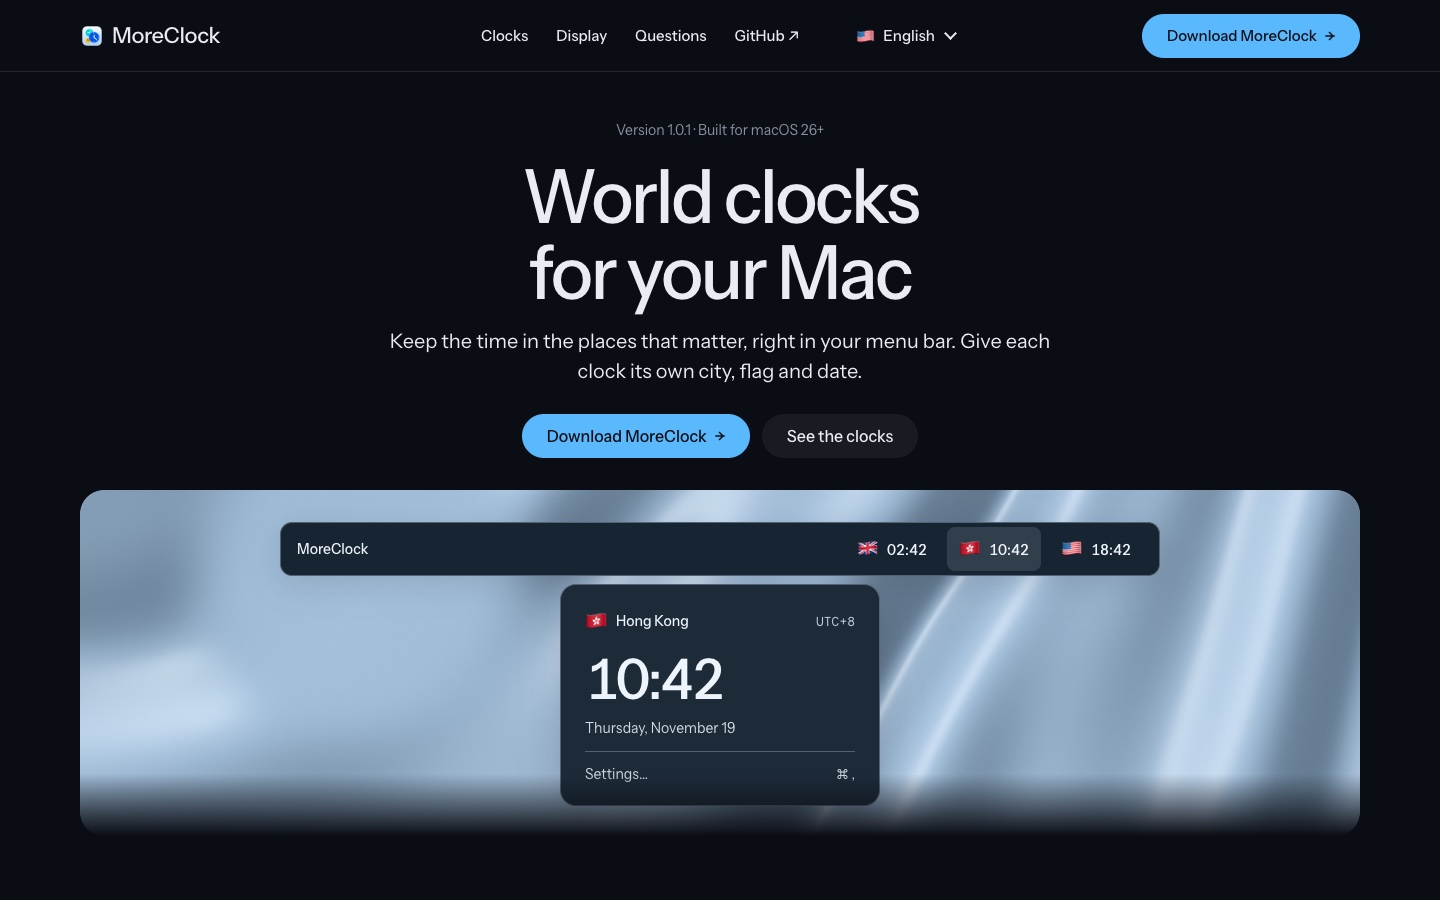 MoreClock
Clocks
Display
Questions
GitHub ↗
English
Download MoreClock →
Version 1.0.1 · Built for macOS 26+
World clocks
for your Mac
Keep the time in the places that matter, right in your menu bar. Give each
clock its own city, flag and date.
Download MoreClock →
See the clocks
MoreClock
02:42
10:42
18:42
Hong Kong
UTC+8
10:42
Thursday, November 19
Settings...
⌘ ,